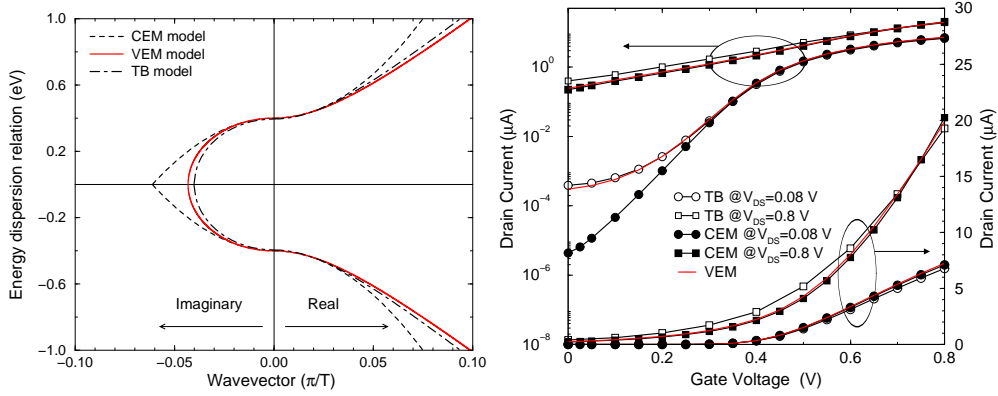 CEM model
VEM model
TB model
Energy dispersion relation (eV)
1.0
0.6
0.2
−0.2
−0.6
−1.0
Imaginary
Real
−0.10
−0.05
0.00
0.05
0.10
Wavevector (π/T)
Drain Current (μA)
10^0
10^-2
10^-4
10^-6
10^-8
TB @V_DS=0.08 V
TB @V_DS=0.8 V
CEM @V_DS=0.08 V
CEM @V_DS=0.8 V
VEM
30
25
20
15
10
5
0
Drain Current (μA)
0.0
0.2
0.4
0.6
0.8
Gate Voltage (V)